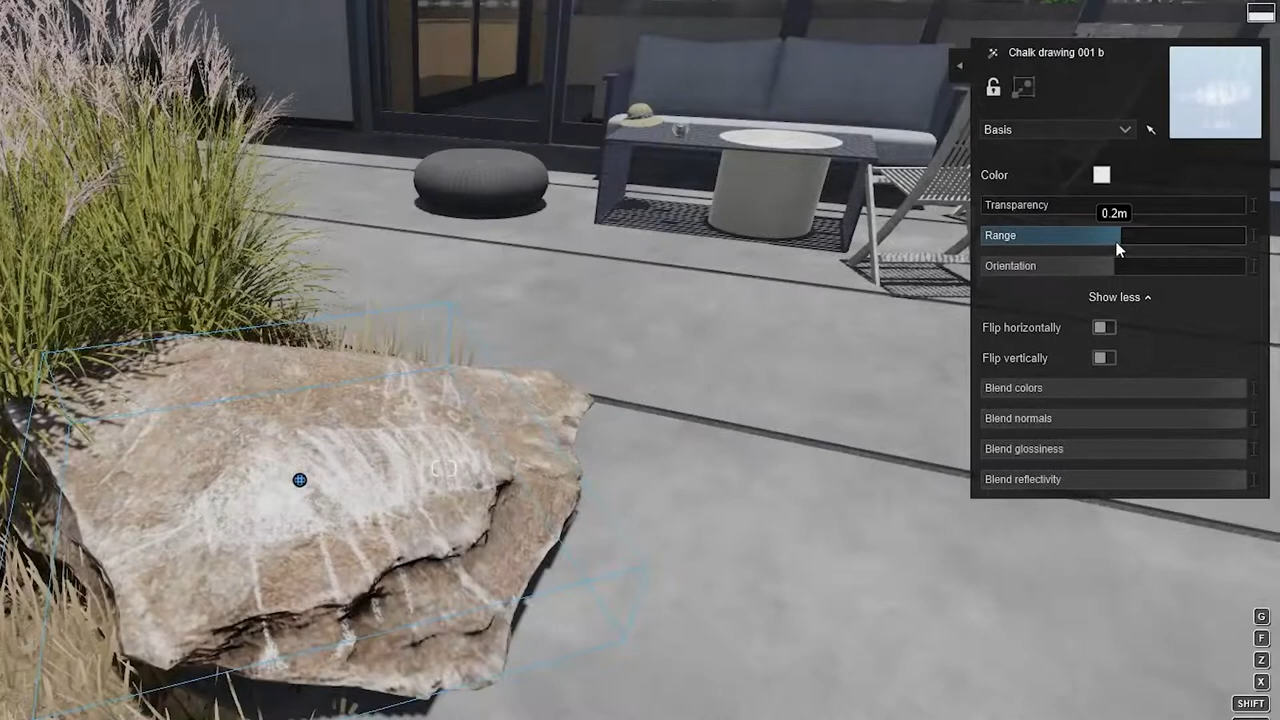 Chalk drawing 001 b
Basis
Color
Transparency
0.2m
Range
Orientation
Show less
Flip horizontally
Flip vertically
Blend colors
Blend normals
Blend glossiness
Blend reflectivity
G
F
Z
X
SHIFT